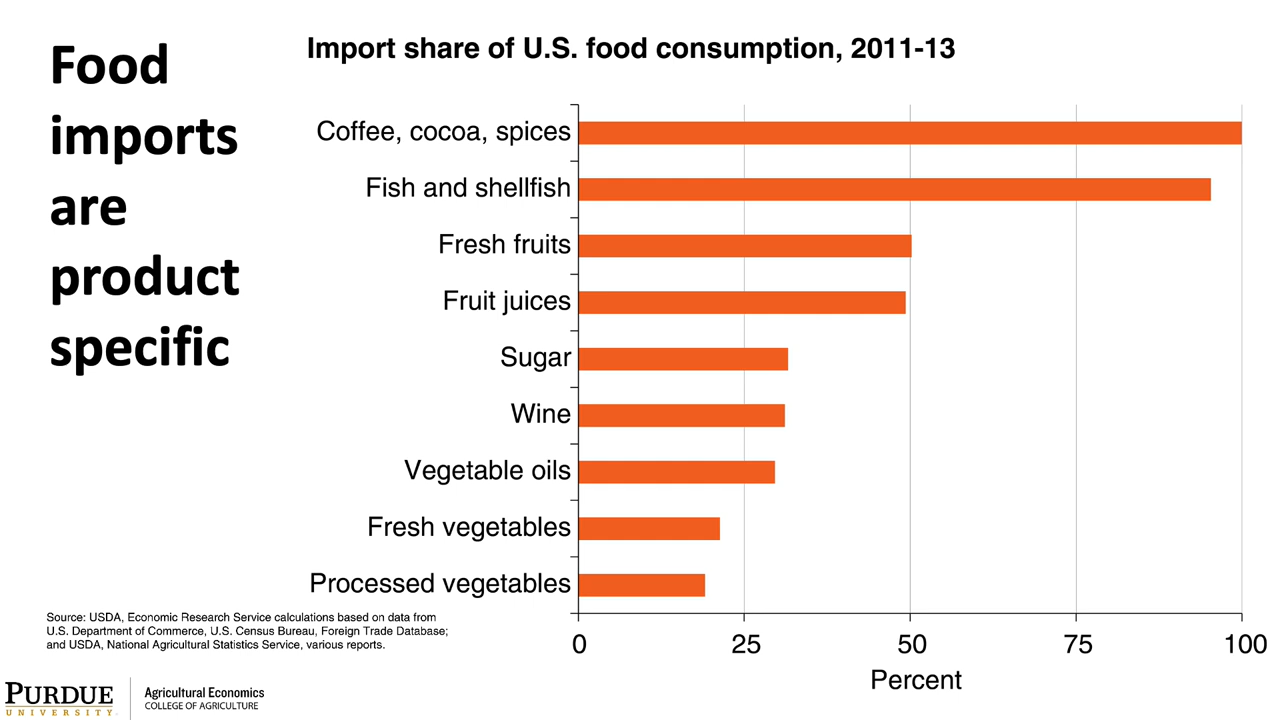 Food
imports
are
product
specific
Import share of U.S. food consumption, 2011-13
Coffee, cocoa, spices
Fish and shellfish
Fresh fruits
Fruit juices
Sugar
Wine
Vegetable oils
Fresh vegetables
Processed vegetables
0 25 50 75 100
Percent
Source: USDA, Economic Research Service calculations based on data from
U.S. Department of Commerce, U.S. Census Bureau, Foreign Trade Database;
and USDA, National Agricultural Statistics Service, various reports.
PURDUE
UNIVERSITY
Agricultural Economics
COLLEGE OF AGRICULTURE